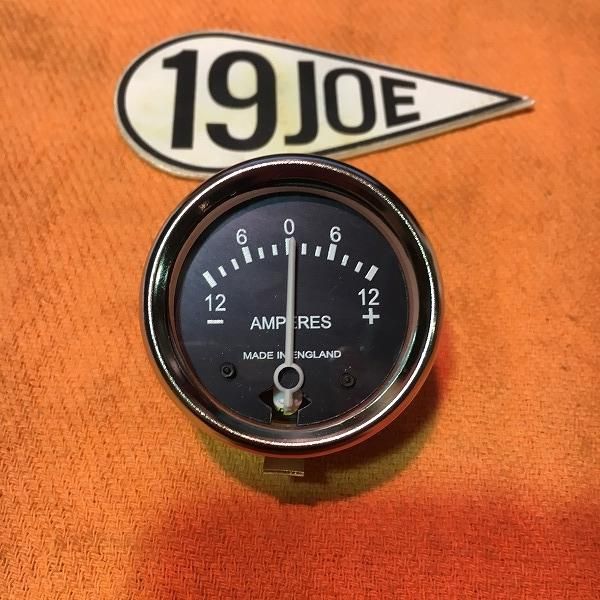 19JOE
6 0 6
12 12
− +
AMPERES
MADE IN ENGLAND